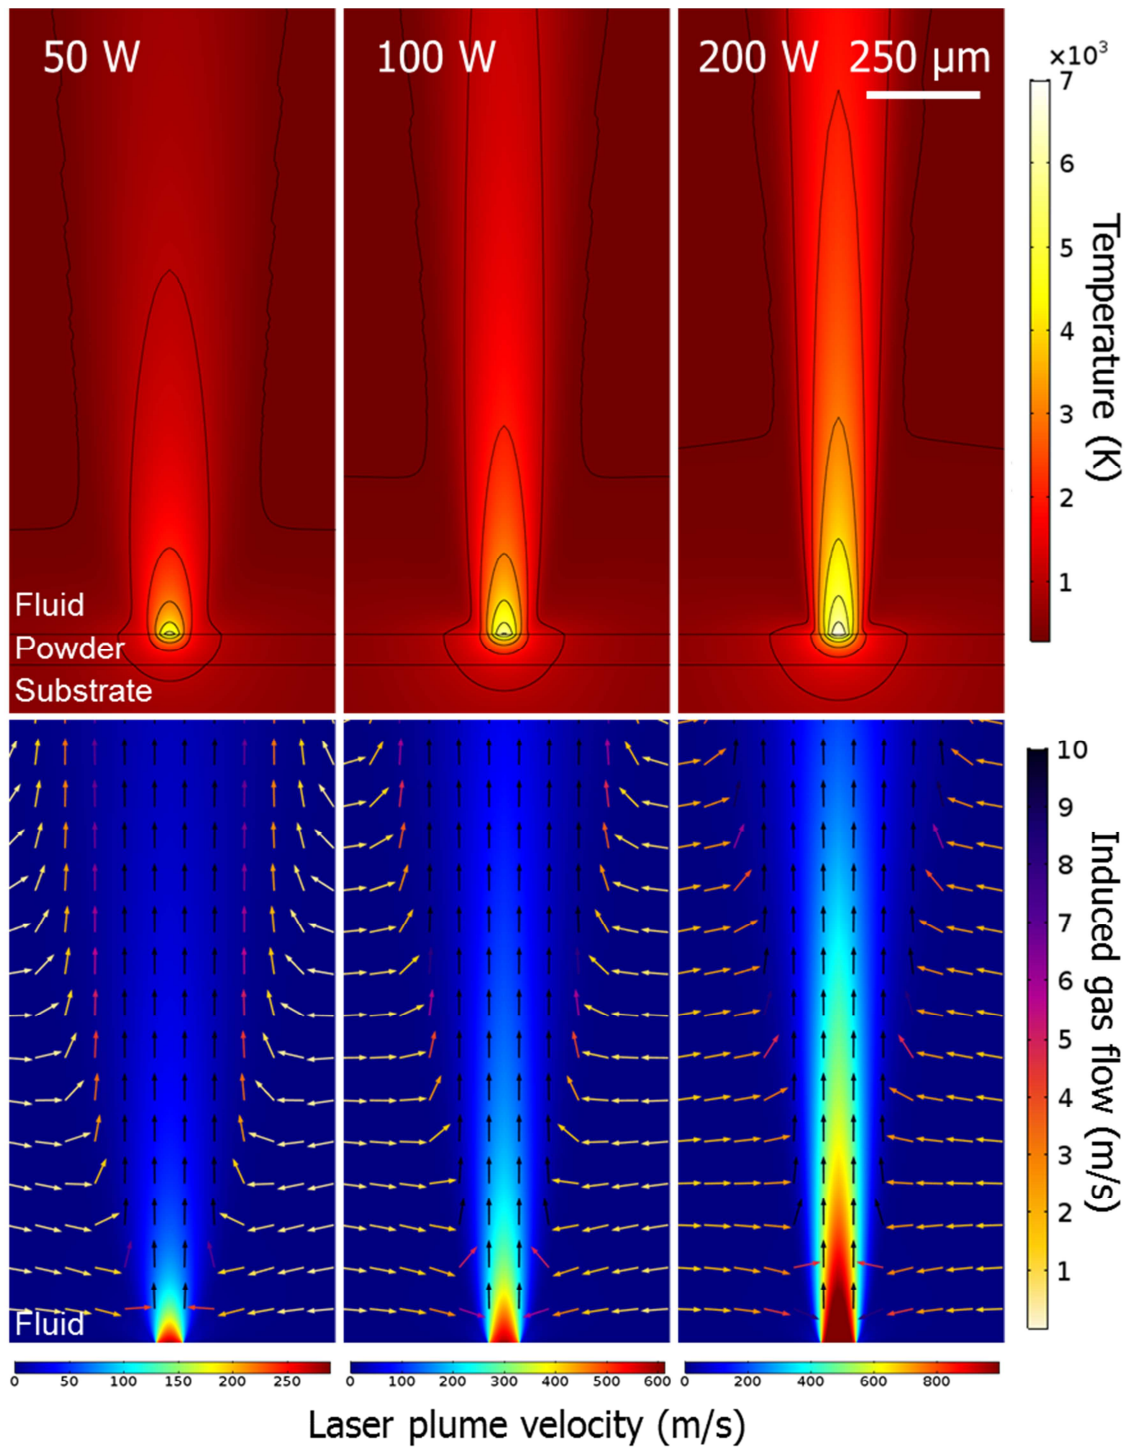 50 W
100 W
200 W 250 μm
×10³
7
6
5
4
3
2
1
Temperature (K)
Fluid
Powder
Substrate
10
9
8
7
6
5
4
3
2
1
Induced gas flow (m/s)
Fluid
0 50 100 150 200 250
0 100 200 300 400 500 600
0 200 400 600 800
Laser plume velocity (m/s)